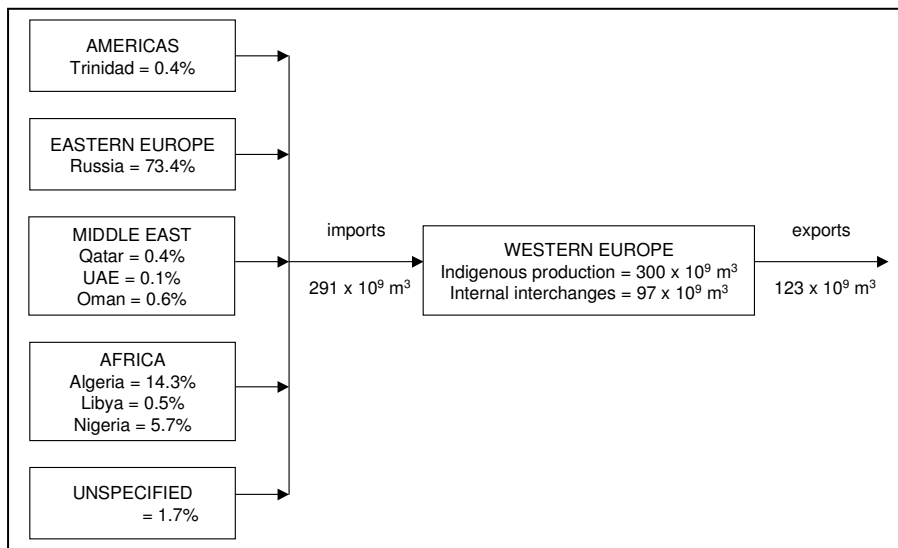 AMERICAS
Trinidad = 0.4%
EASTERN EUROPE
Russia = 73.4%
MIDDLE EAST
Qatar = 0.4%
UAE = 0.1%
Oman = 0.6%
AFRICA
Algeria = 14.3%
Libya = 0.5%
Nigeria = 5.7%
UNSPECIFIED
= 1.7%
imports
291 x 10⁹ m³
WESTERN EUROPE
Indigenous production = 300 x 10⁹ m³
Internal interchanges = 97 x 10⁹ m³
exports
123 x 10⁹ m³